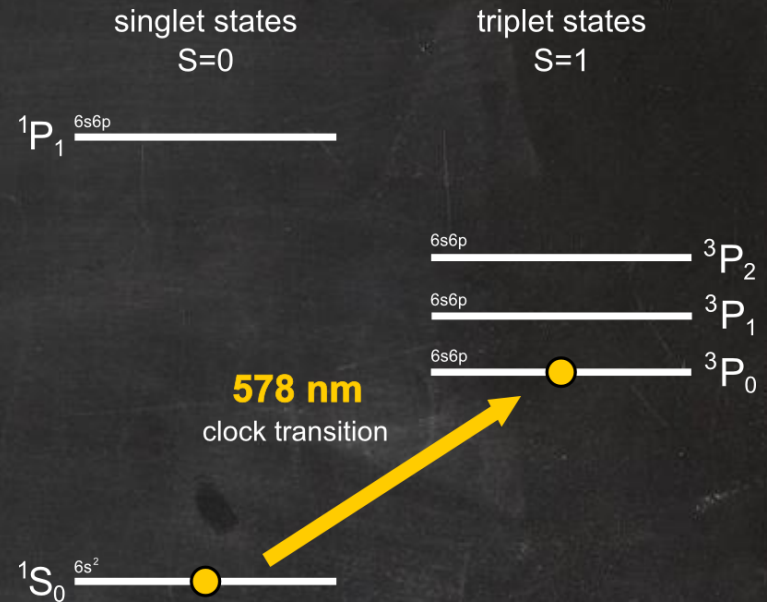 singlet states
S=0
triplet states
S=1
¹P₁
6s6p
6s6p
³P₂
6s6p
³P₁
6s6p
³P₀
578 nm
clock transition
¹S₀
6s²